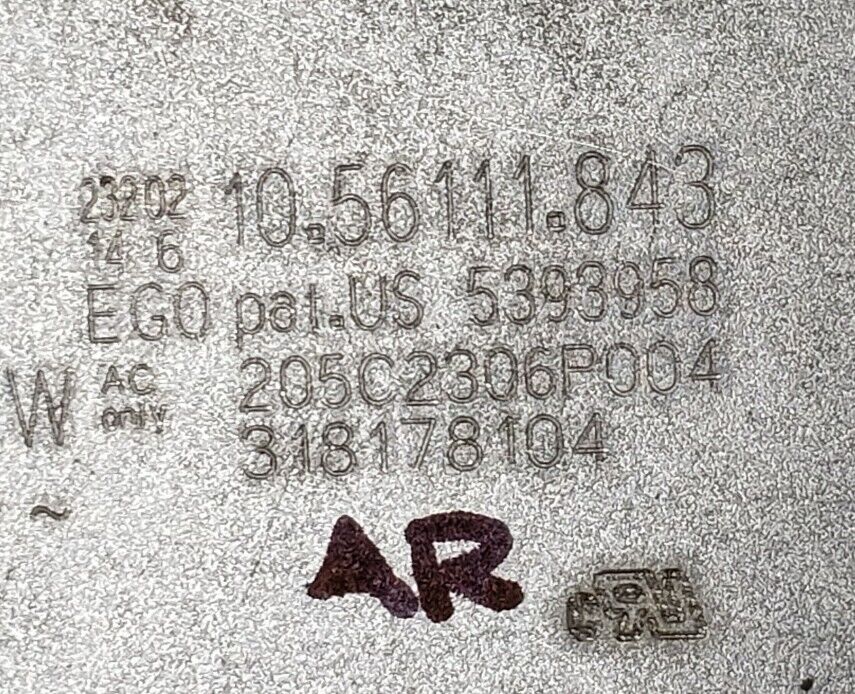 23202 10.56111.843
14 6
EGO pat.US 5393958
W AC only 205C2306P004
318178104
~
AR